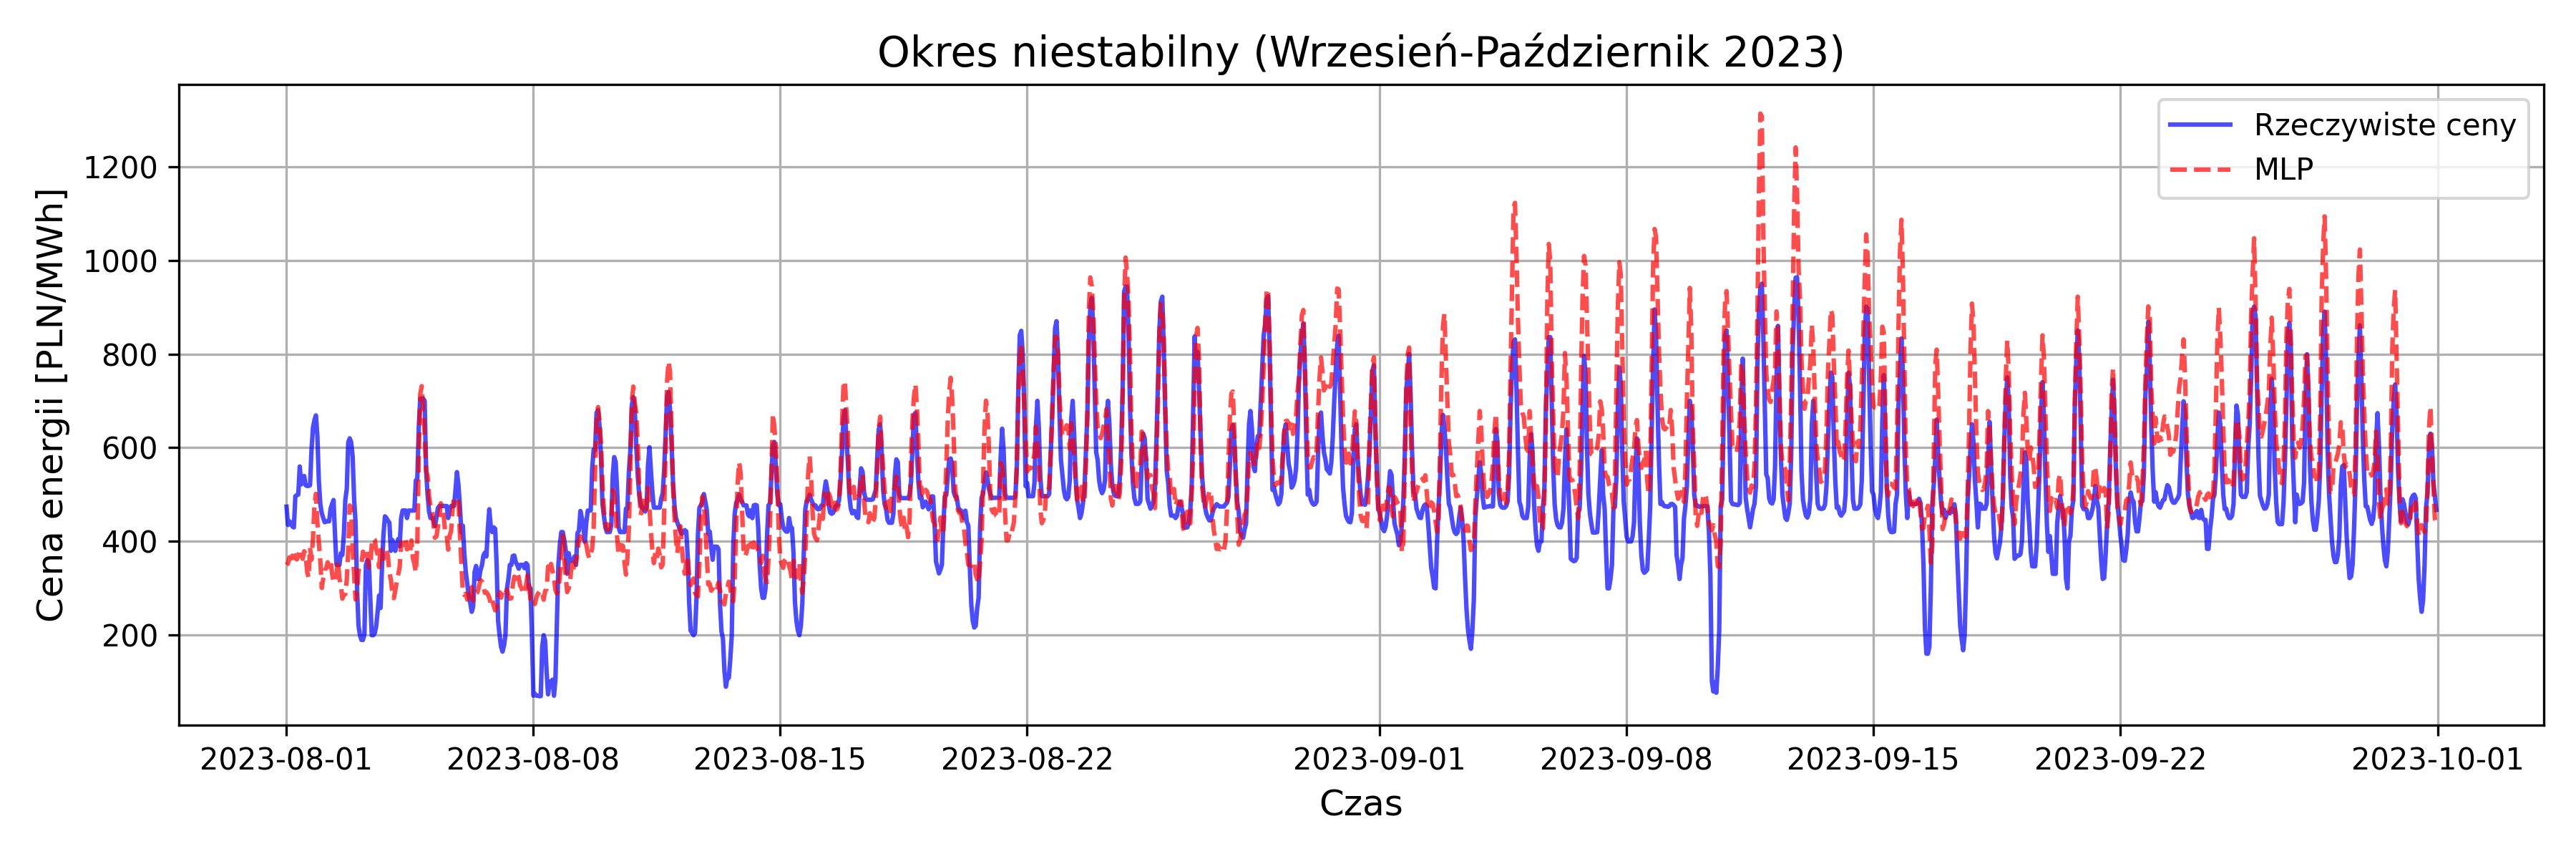 Okres niestabilny (Wrzesień-Październik 2023)
Rzeczywiste ceny
MLP
Cena energii [PLN/MWh]
1200
1000
800
600
400
200
2023-08-01 2023-08-08 2023-08-15 2023-08-22 2023-09-01 2023-09-08 2023-09-15 2023-09-22 2023-10-01
Czas